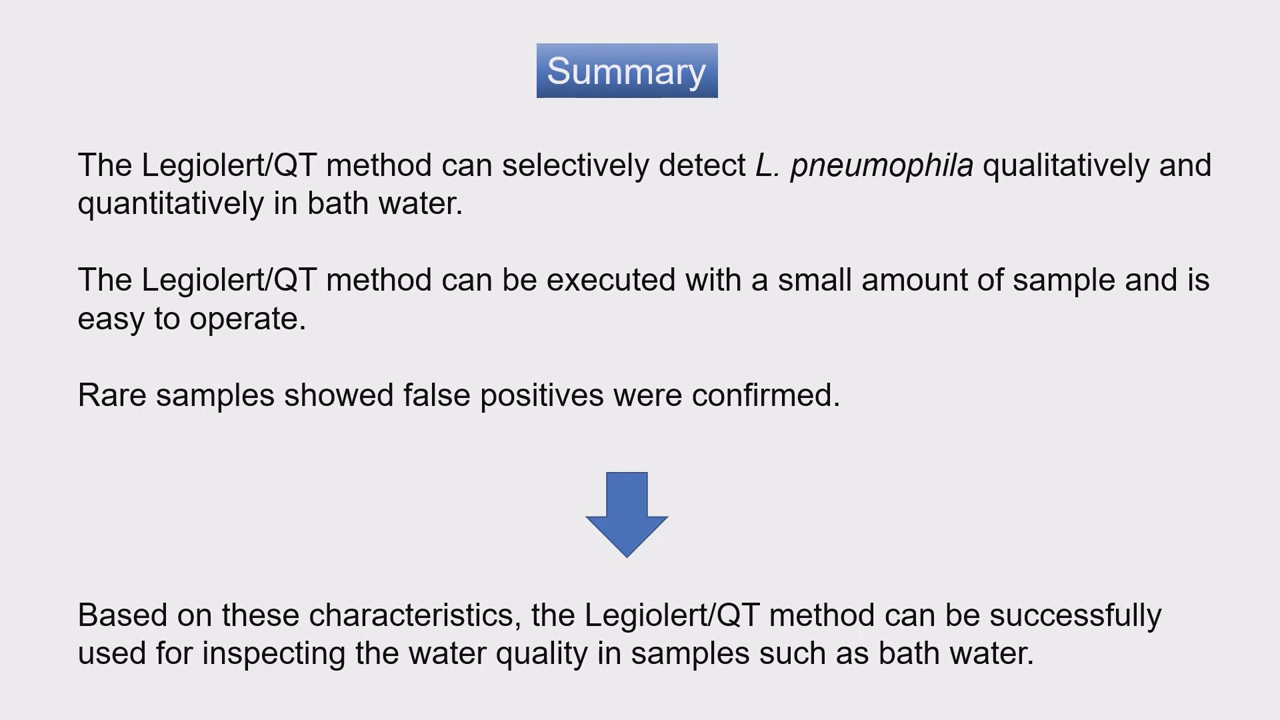 Summary
The Legiolert/QT method can selectively detect L. pneumophila qualitatively and
quantitatively in bath water.
The Legiolert/QT method can be executed with a small amount of sample and is
easy to operate.
Rare samples showed false positives were confirmed.
Based on these characteristics, the Legiolert/QT method can be successfully
used for inspecting the water quality in samples such as bath water.